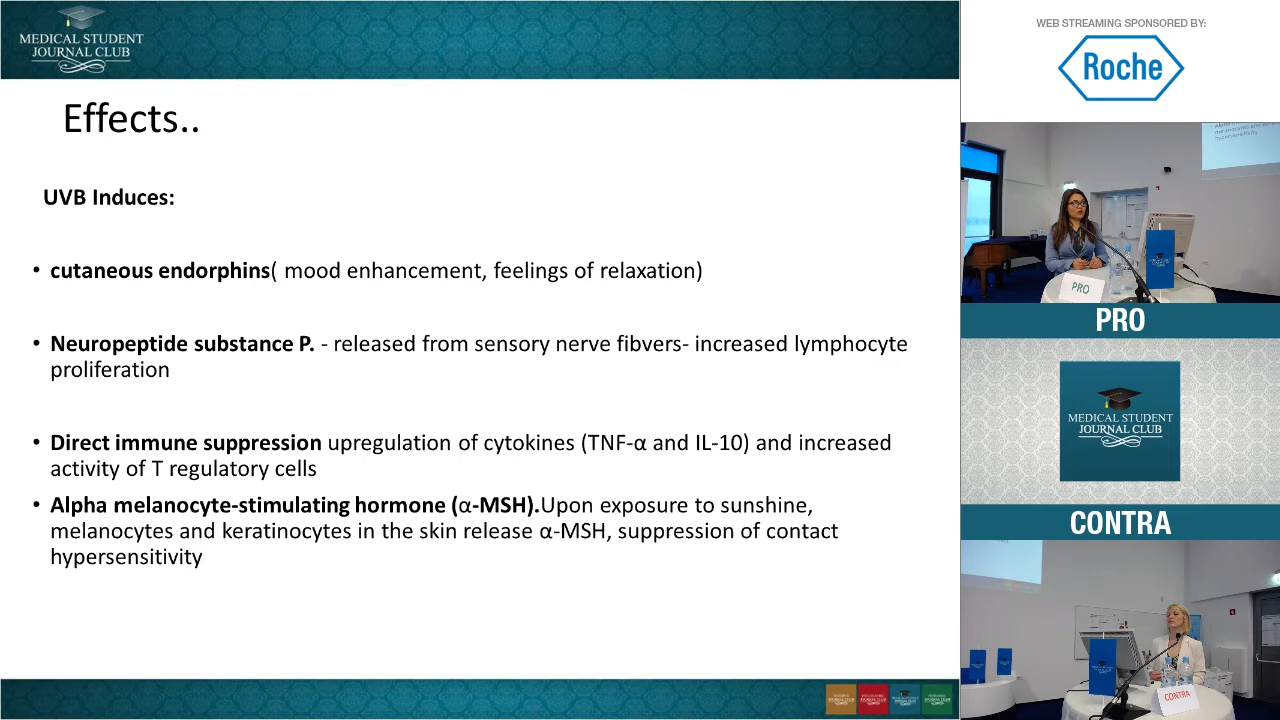 MEDICAL STUDENT
JOURNAL CLUB
Effects..
UVB Induces:
• cutaneous endorphins( mood enhancement, feelings of relaxation)
• Neuropeptide substance P. - released from sensory nerve fibvers- increased lymphocyte
proliferation
• Direct immune suppression upregulation of cytokines (TNF-α and IL-10) and increased
activity of T regulatory cells
• Alpha melanocyte-stimulating hormone (α-MSH).Upon exposure to sunshine,
melanocytes and keratinocytes in the skin release α-MSH, suppression of contact
hypersensitivity
WEB STREAMING SPONSORED BY:
Roche
PRO
PRO
MEDICAL STUDENT
JOURNAL CLUB
CONTRA
CONTRA